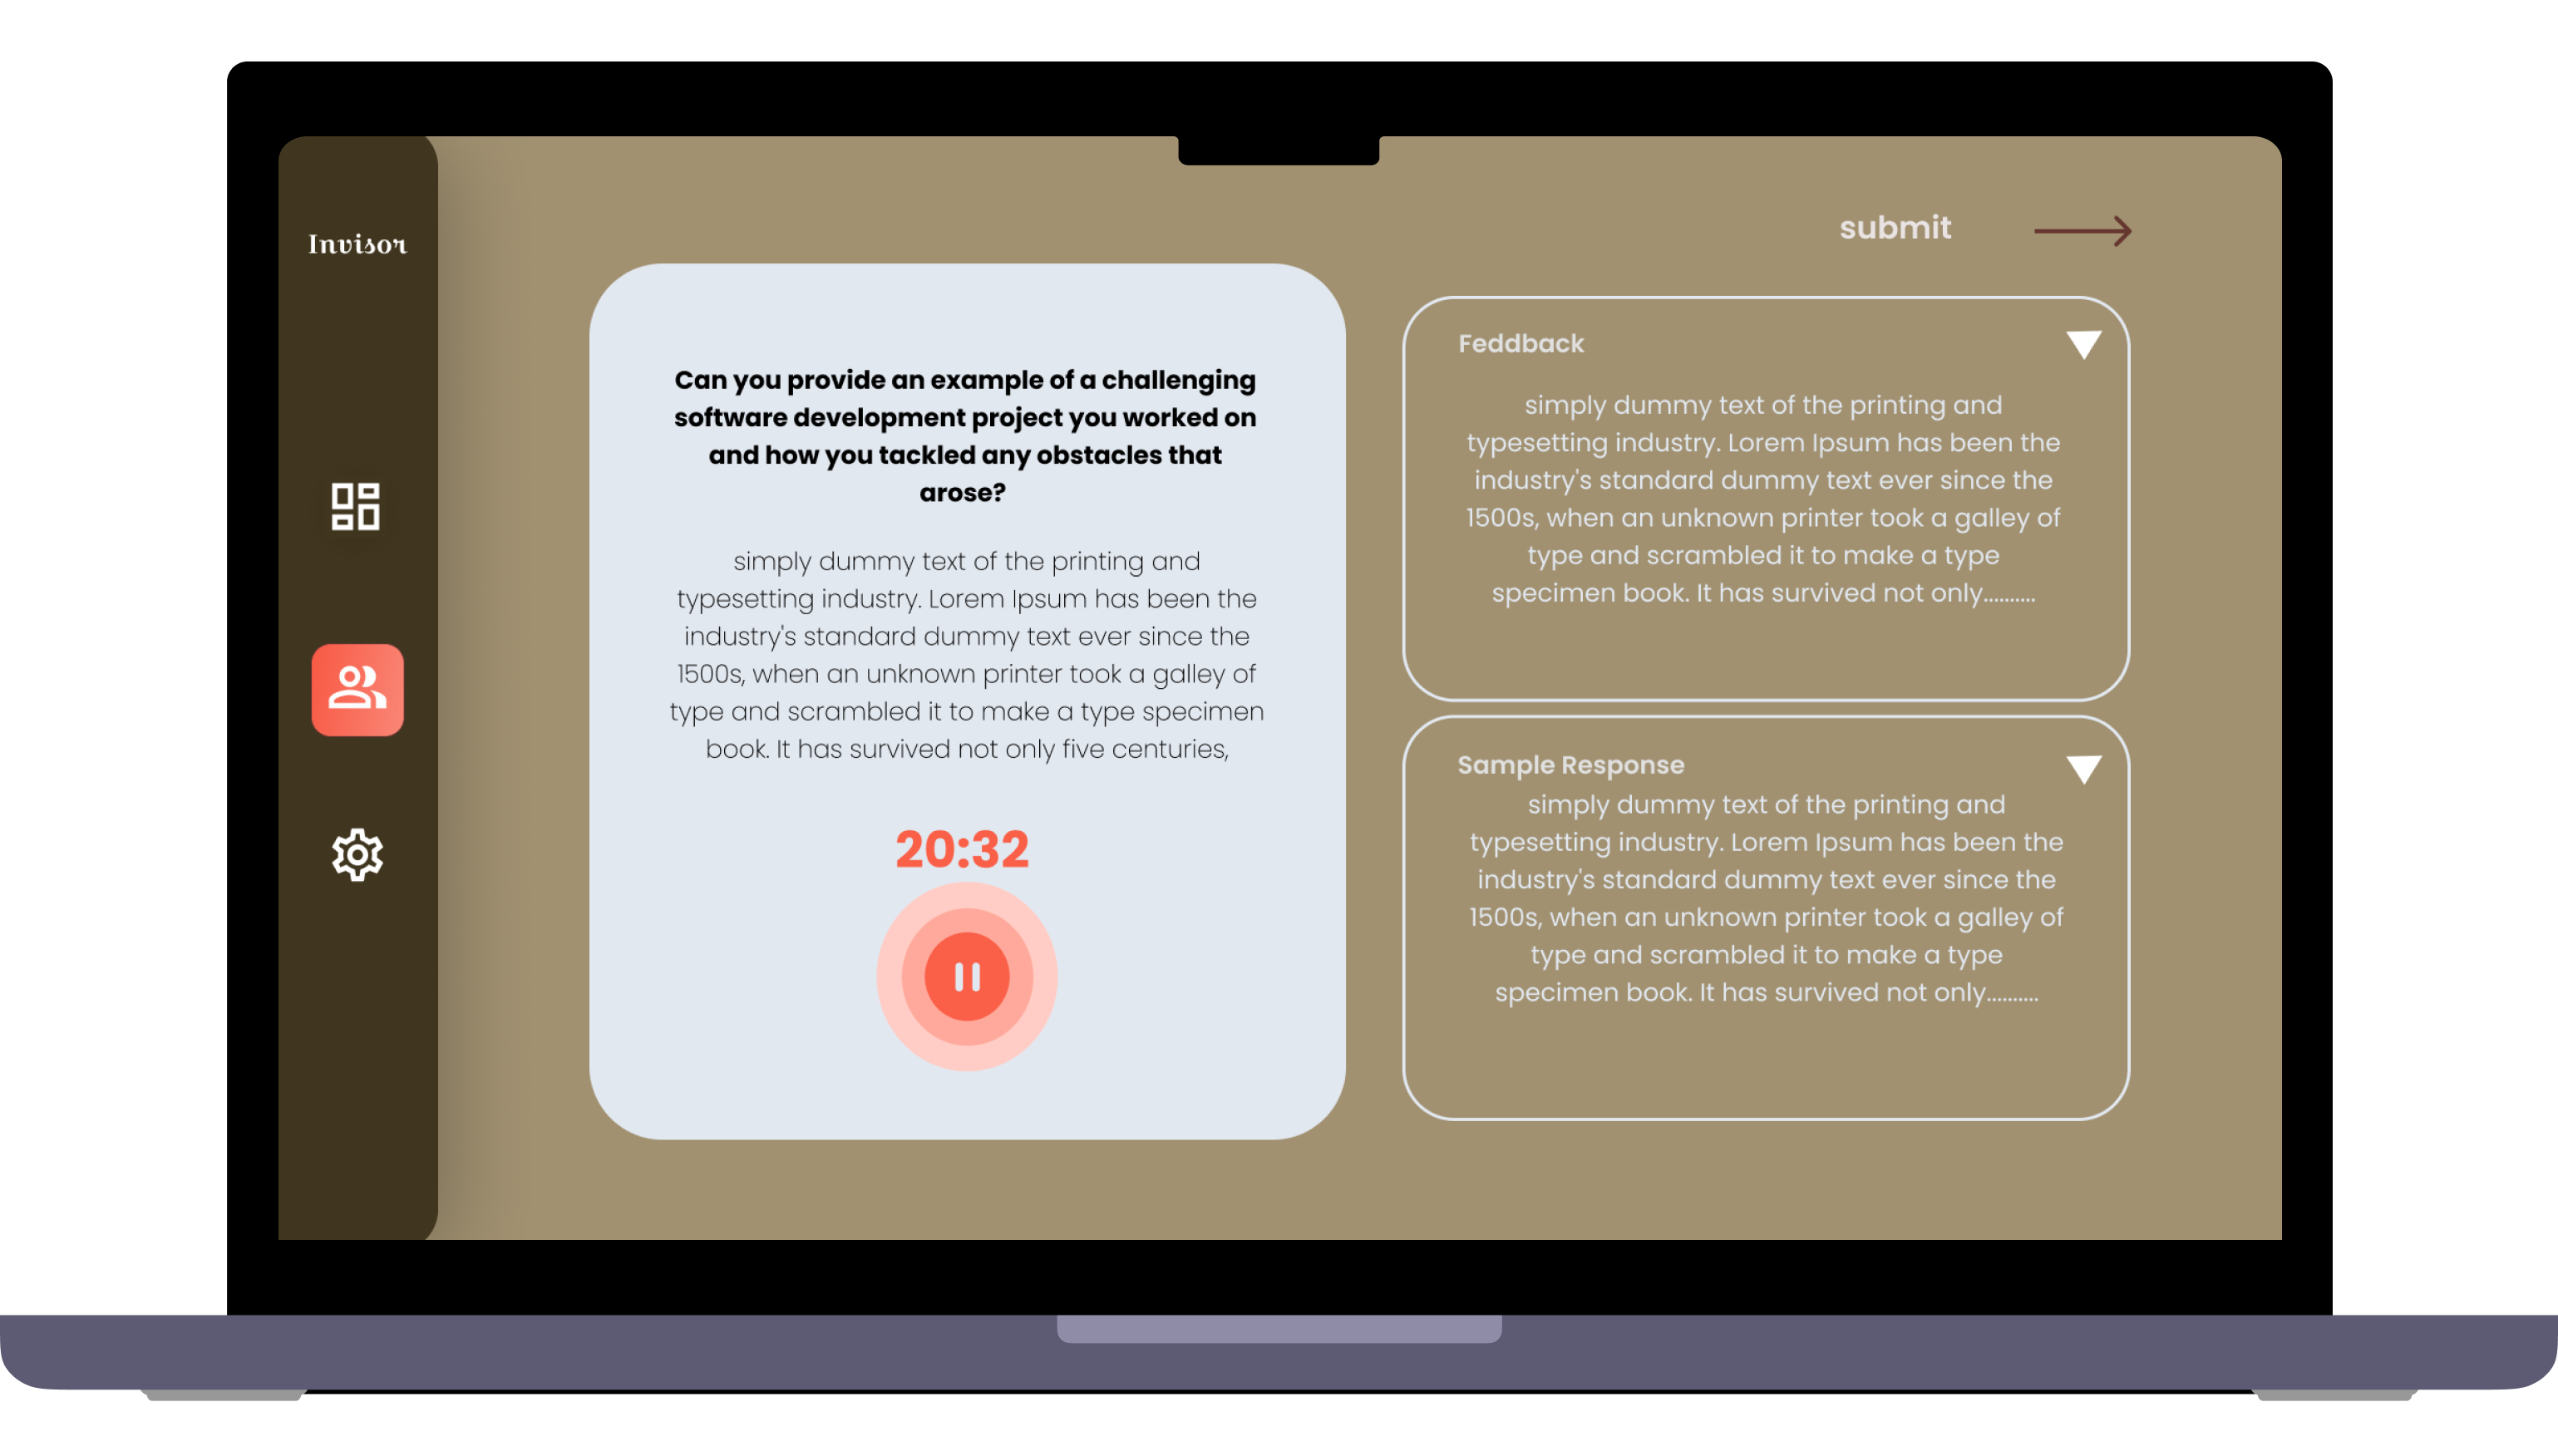 Invisor
submit
Can you provide an example of a challenging
software development project you worked on
and how you tackled any obstacles that
arose?
simply dummy text of the printing and
typesetting industry. Lorem Ipsum has been the
industry's standard dummy text ever since the
1500s, when an unknown printer took a galley of
type and scrambled it to make a type specimen
book. It has survived not only five centuries,
20:32
Feddback
simply dummy text of the printing and
typesetting industry. Lorem Ipsum has been the
industry's standard dummy text ever since the
1500s, when an unknown printer took a galley of
type and scrambled it to make a type
specimen book. It has survived not only..........
Sample Response
simply dummy text of the printing and
typesetting industry. Lorem Ipsum has been the
industry's standard dummy text ever since the
1500s, when an unknown printer took a galley of
type and scrambled it to make a type
specimen book. It has survived not only..........